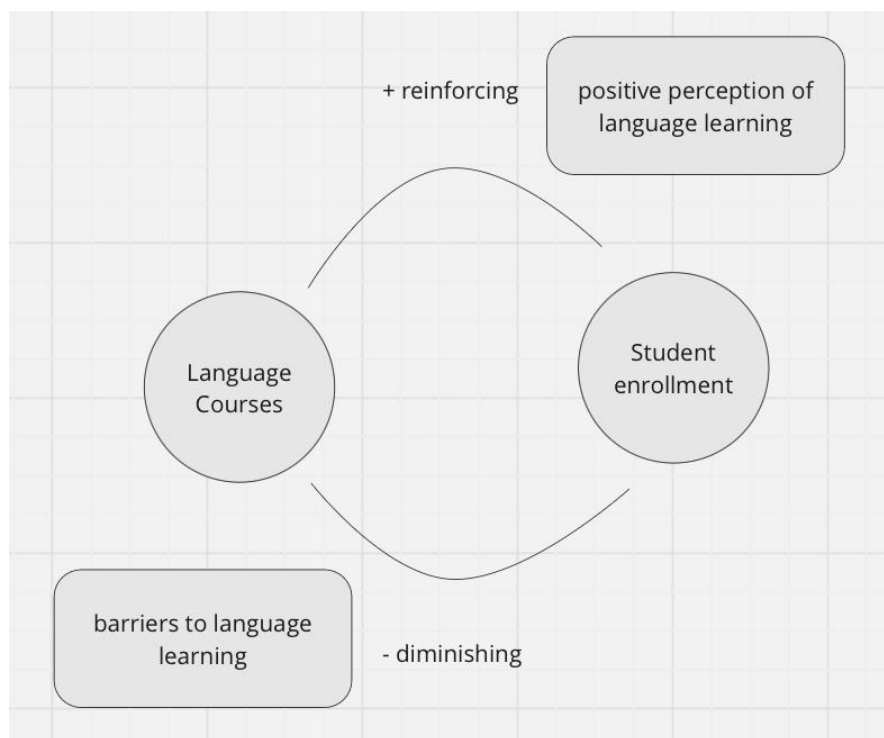 + reinforcing
positive perception of
language learning
Language
Courses
Student
enrollment
barriers to language
learning
- diminishing